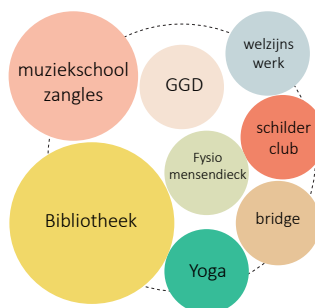 muziekschool
zangles
GGD
welzijns
werk
schilder
club
Fysio
mensendieck
Bibliotheek
bridge
Yoga